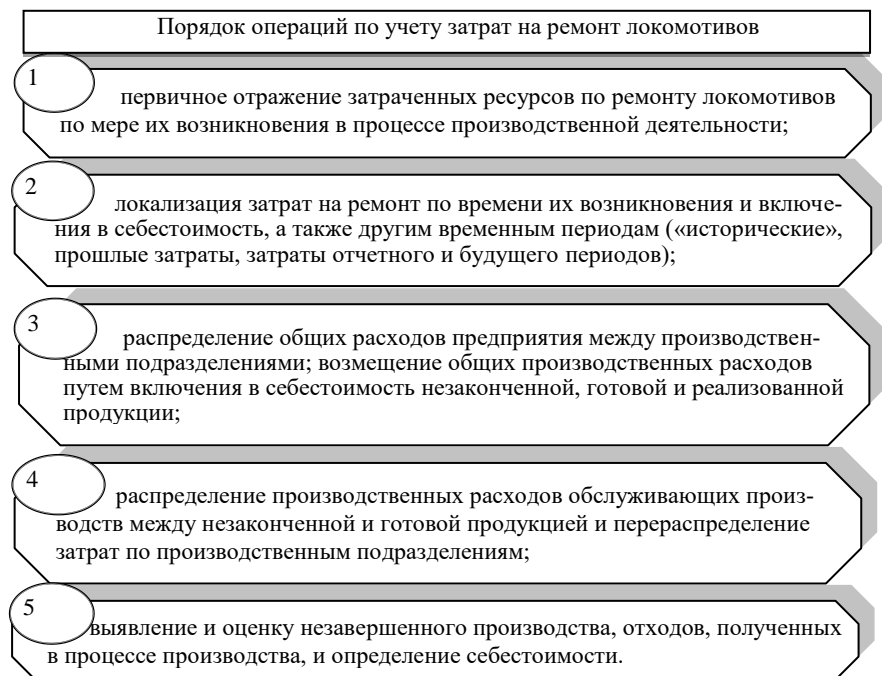 Порядок операций по учету затрат на ремонт локомотивов
1
первичное отражение затраченных ресурсов по ремонту локомотивов
по мере их возникновения в процессе производственной деятельности;
2
локализация затрат на ремонт по времени их возникновения и включе-
ния в себестоимость, а также другим временным периодам («исторические»,
прошлые затраты, затраты отчетного и будущего периодов);
3
распределение общих расходов предприятия между производствен-
ными подразделениями; возмещение общих производственных расходов
путем включения в себестоимость незаконченной, готовой и реализованной
продукции;
4
распределение производственных расходов обслуживающих произ-
водств между незаконченной и готовой продукцией и перераспределение
затрат по производственным подразделениям;
5
выявление и оценку незавершенного производства, отходов, полученных
в процессе производства, и определение себестоимости.